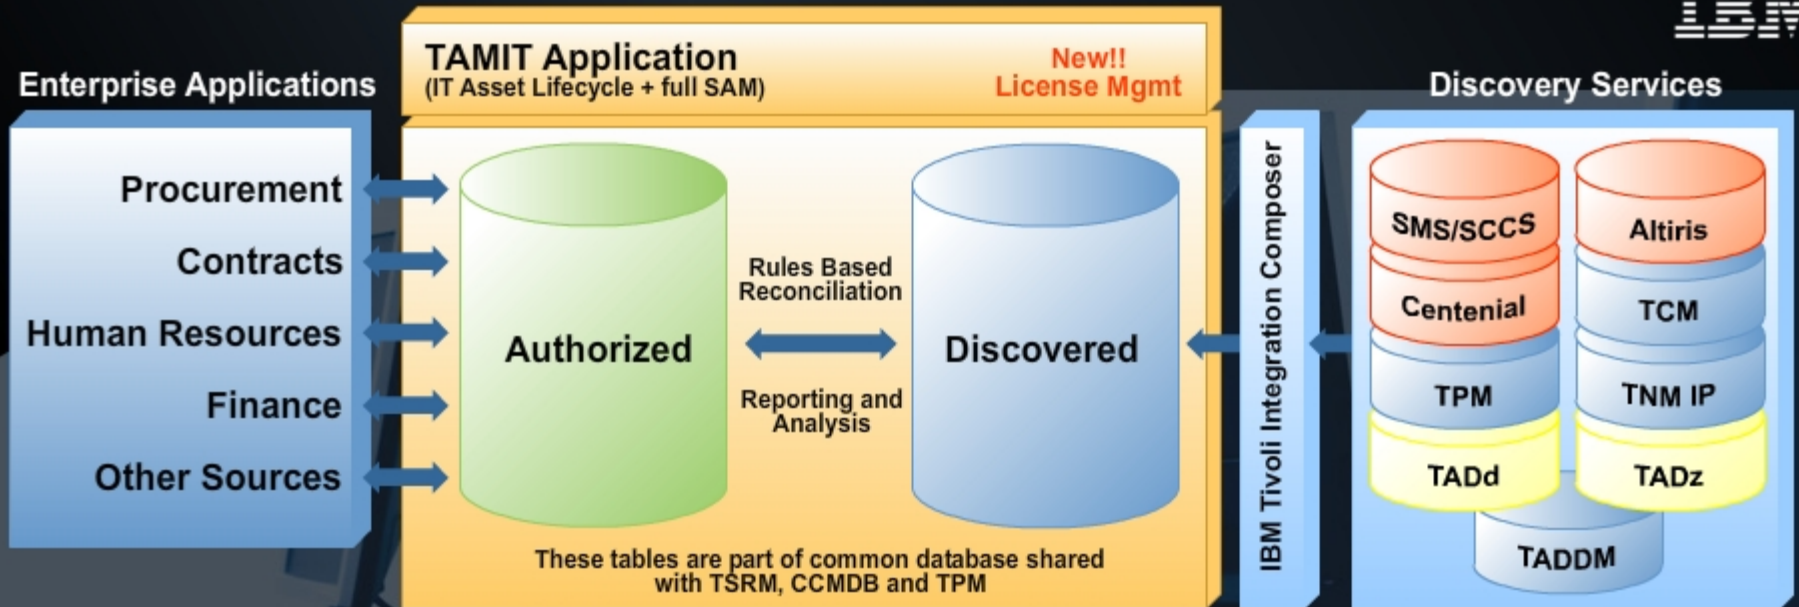 IBM
TAMIT Application
(IT Asset Lifecycle + full SAM)
New!!
License Mgmt
Enterprise Applications
Procurement
Contracts
Human Resources
Finance
Other Sources
Authorized
Rules Based
Reconciliation
Reporting and
Analysis
Discovered
These tables are part of common database shared
with TSRM, CCMDB and TPM
IBM Tivoli Integration Composer
Discovery Services
SMS/SCCS
Altiris
Centenial
TCM
TPM
TNM IP
TADd
TADz
TADDM